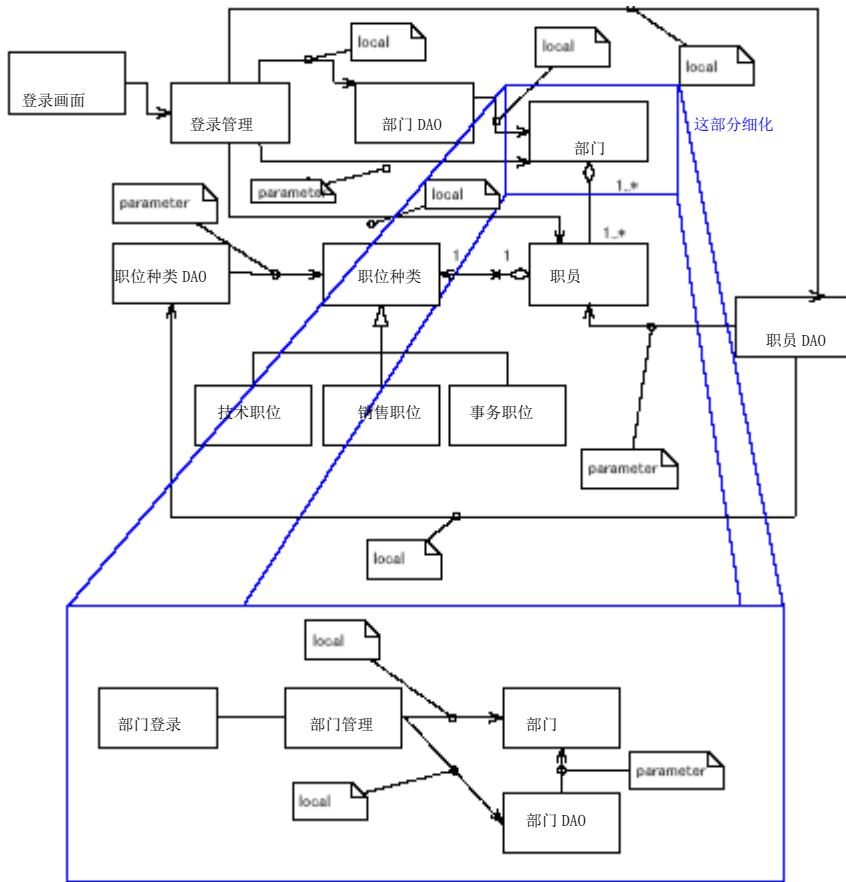 local
local
local
登录画面
登录管理
部门 DAO
部门
这部分细化
parameter
local
1..*
parameter
1..*
职位种类 DAO
职位种类
1
1
职员
职员 DAO
技术职位
销售职位
事务职位
parameter
local
local
部门登录
部门管理
部门
parameter
local
部门 DAO